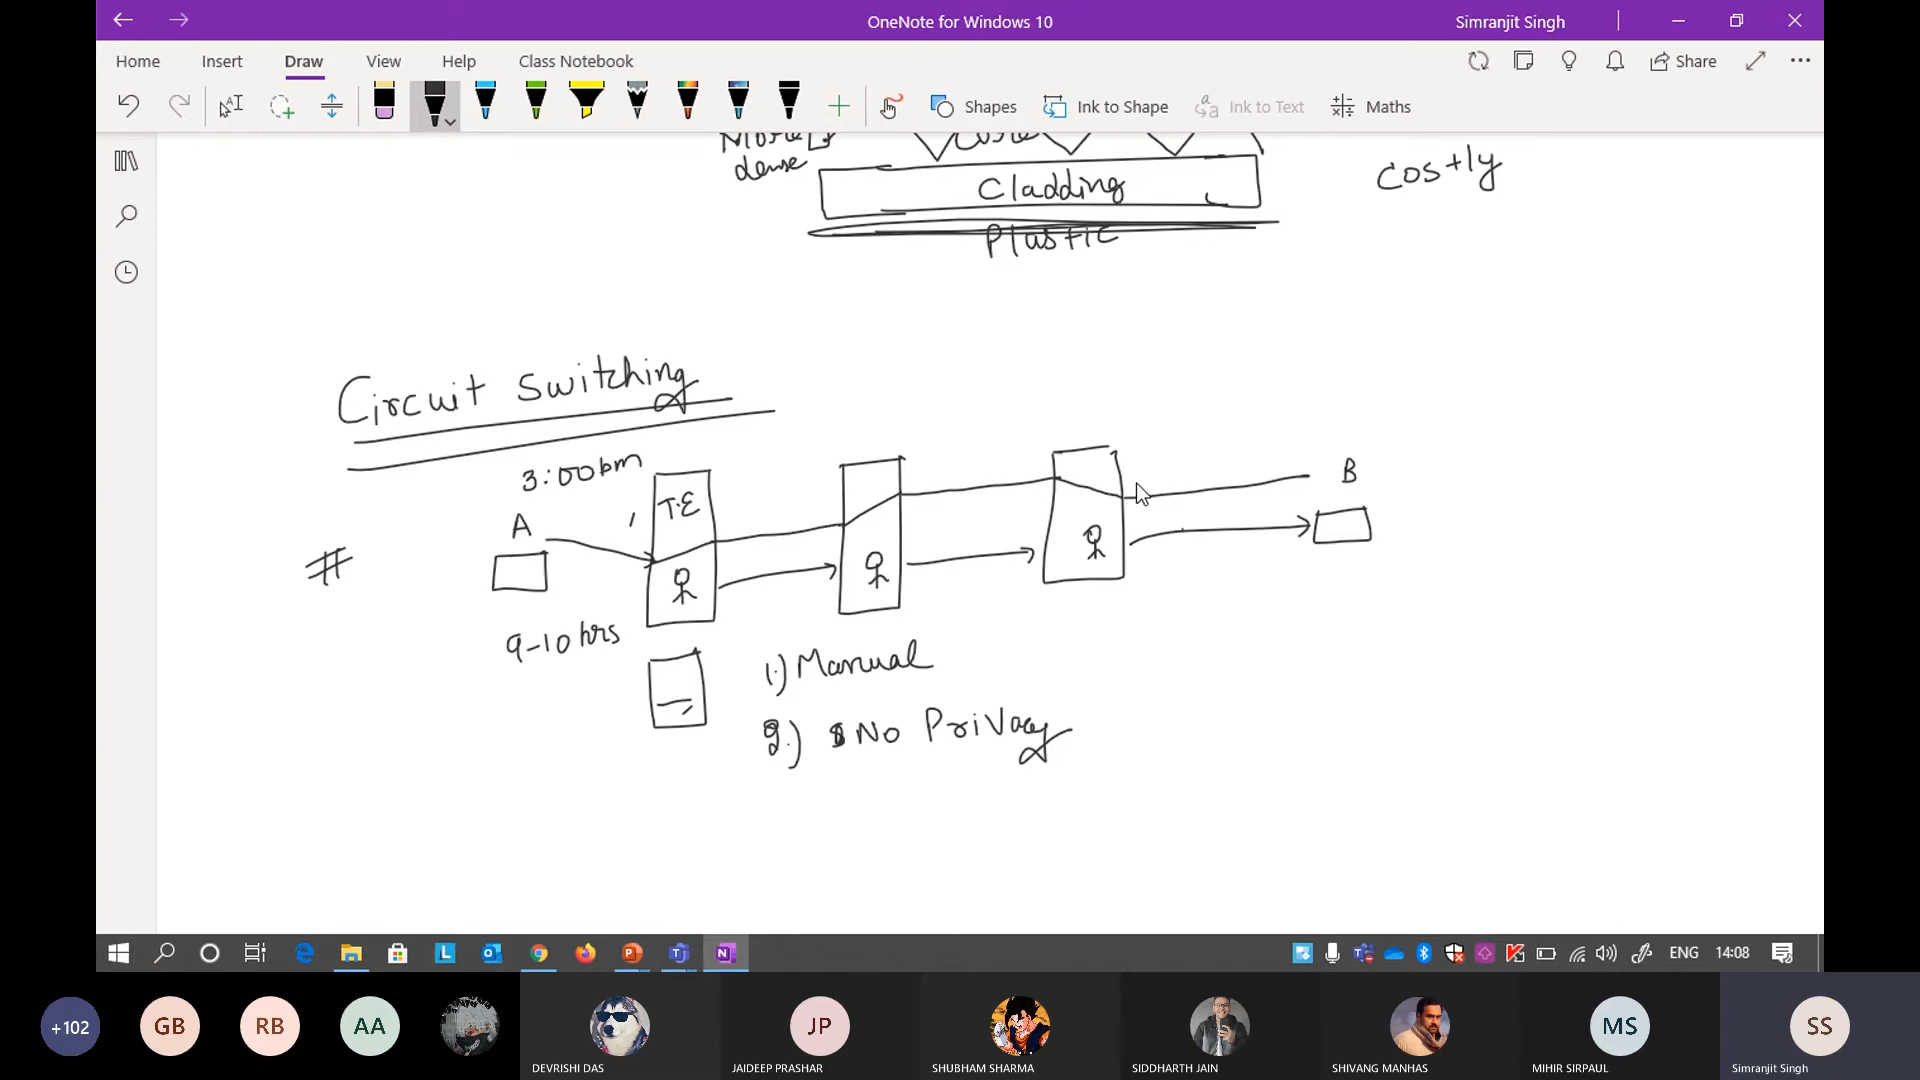 OneNote for Windows 10
Simranjit Singh
Home Insert Draw View Help Class Notebook
Share
Shapes Ink to Shape Ink to Text Maths
dense
Cladding
costly
Plastic
Circuit switching
3:00pm
T.E
A
B
#
9-10 hrs
1.) Manual
2.) No Privacy
ENG 14:08
+102 GB RB AA JP MS SS
DEVRISHI DAS JAIDEEP PRASHAR SHUBHAM SHARMA SIDDHARTH JAIN SHIVANG MANHAS MIHIR SIRPAUL Simranjit Singh